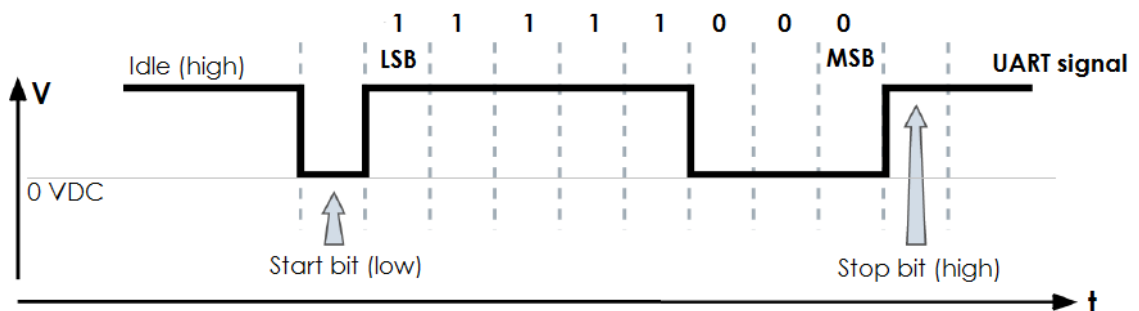 1 1 1 1 1 0 0 0
LSB MSB
Idle (high) UART signal
V
0 VDC
Start bit (low) Stop bit (high)
t